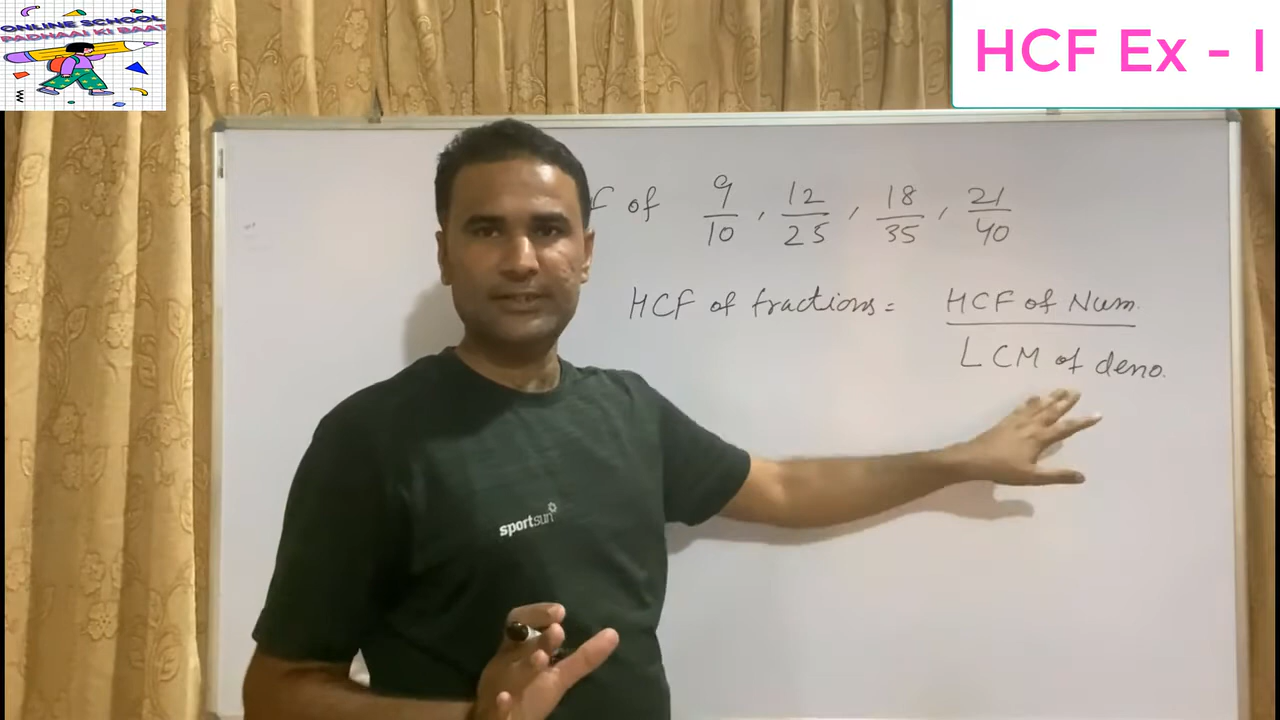 ONLINE SCHOOL
PADHAAI KI BAAT
HCF Ex - I
of 9/10, 12/25, 18/35, 21/40
HCF of fractions = HCF of Num.
LCM of deno.
sportsun